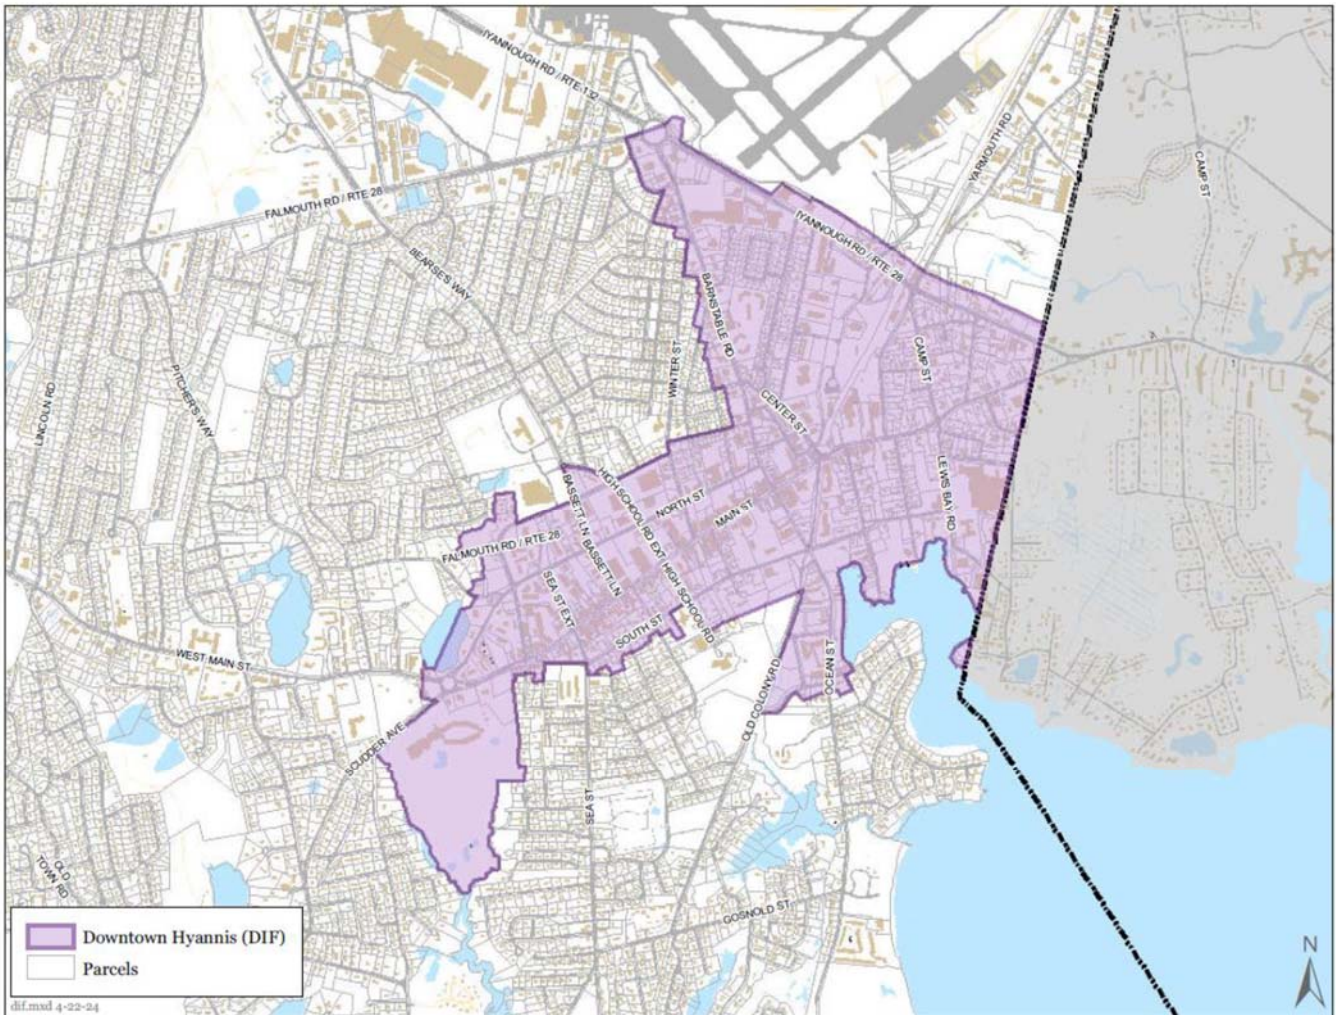 IYANNOUGH RD / RTE 132
YARMOUTH RD
CAMP ST
FALMOUTH RD / RTE 28
IYANNOUGH RD / RTE 28
BEARSE'S WAY
BARNSTABLE RD
WINTER ST
CAMP ST
PITCHER'S WAY
LINCOLN RD
CENTER ST
LEWIS BAY RD
HIGH SCHOOL RD EXT HIGH SCHOOL RD
NORTH ST
MAIN ST
BASSETT LN BASSETT LN
FALMOUTH RD / RTE 28
SEA ST EXT
SOUTH ST
WEST MAIN ST
OCEAN ST
OLD COLONY RD
SCUDDER AVE
SEA ST
OLD
TOWN RD
GOSNOLD ST
Downtown Hyannis (DIF)
Parcels
N
dif.mxd 4-22-24